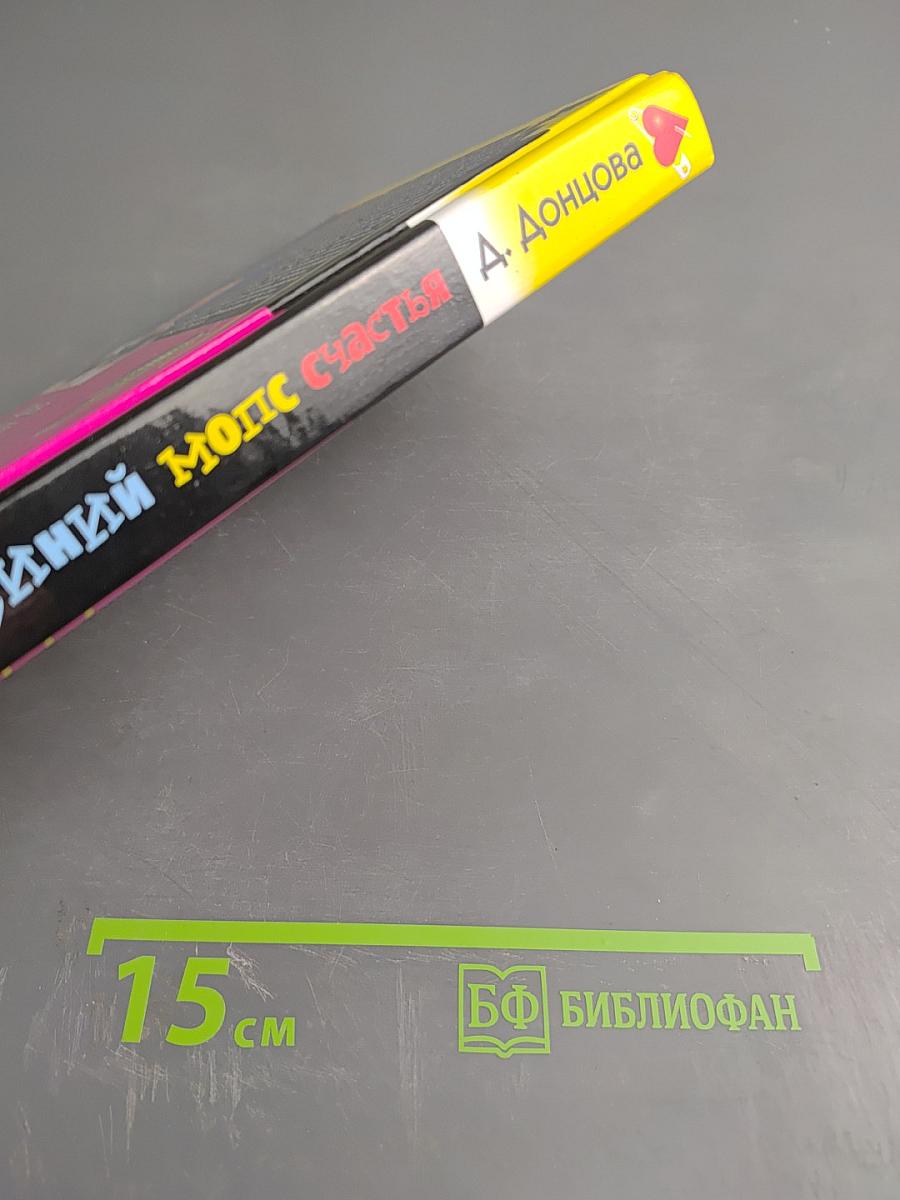 Д. Донцова
мопс счастья
15 см
БФ БИБЛИОФАН